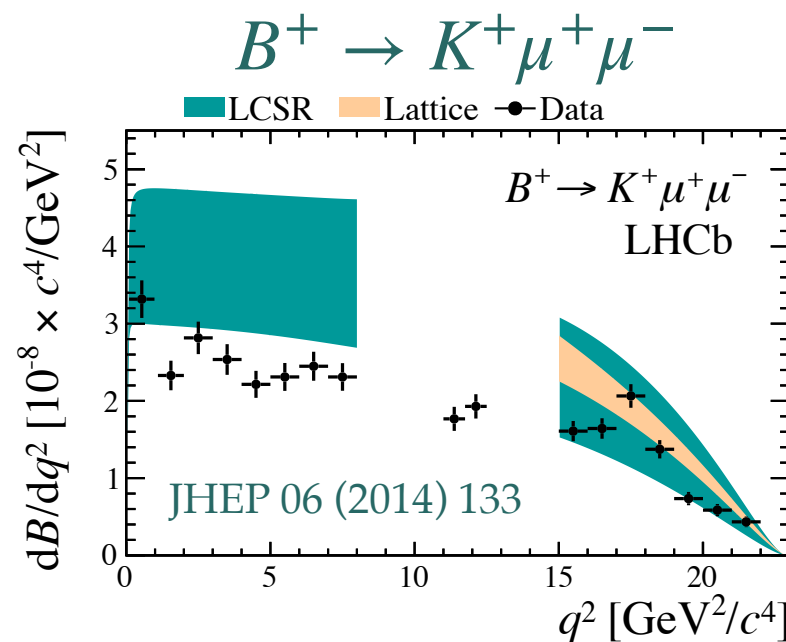 B⁺ → K⁺μ⁺μ⁻
LCSR Lattice Data
dB/dq² [10⁻⁸ × c⁴/GeV²]
5
4
3
2
1
0
B⁺ → K⁺μ⁺μ⁻
LHCb
JHEP 06 (2014) 133
0 5 10 15 20
q² [GeV²/c⁴]